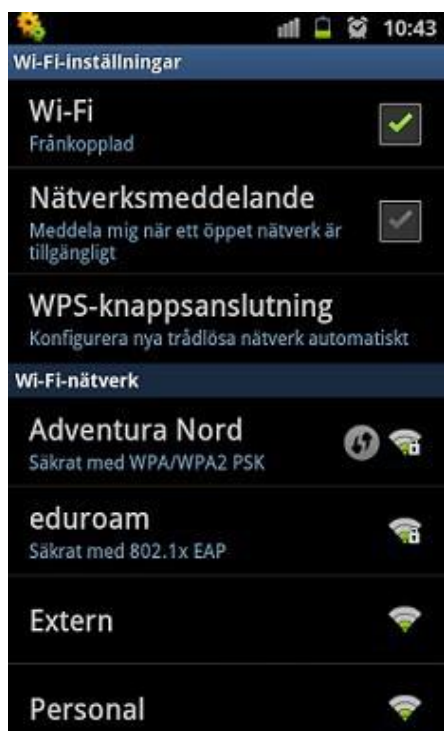 10:43
Wi-Fi-inställningar
Wi-Fi
Frånkopplad
Nätverksmeddelande
Meddela mig när ett öppet nätverk är
tillgängligt
WPS-knappsanslutning
Konfigurera nya trådlösa nätverk automatiskt
Wi-Fi-nätverk
Adventura Nord
Säkrat med WPA/WPA2 PSK
eduroam
Säkrat med 802.1x EAP
Extern
Personal